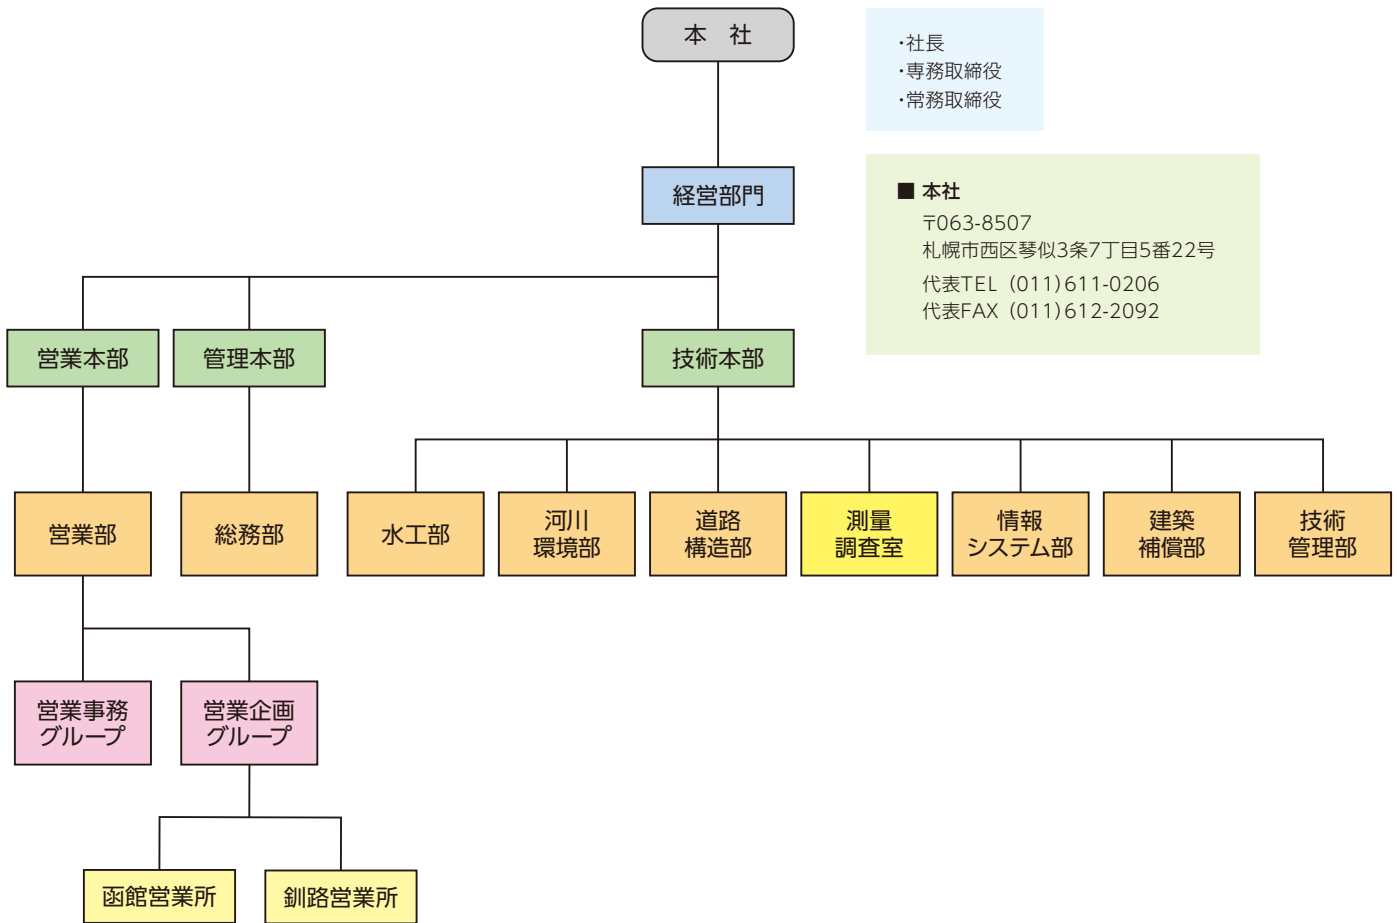 本　社
・社長
・専務取締役
・常務取締役
経営部門
■ 本社
〒063-8507
札幌市西区琴似3条7丁目5番22号
代表TEL (011)611-0206
代表FAX (011)612-2092
営業本部
管理本部
技術本部
営業部
総務部
水工部
河川
環境部
道路
構造部
測量
調査室
情報
システム部
建築
補償部
技術
管理部
営業事務
グループ
営業企画
グループ
函館営業所
釧路営業所